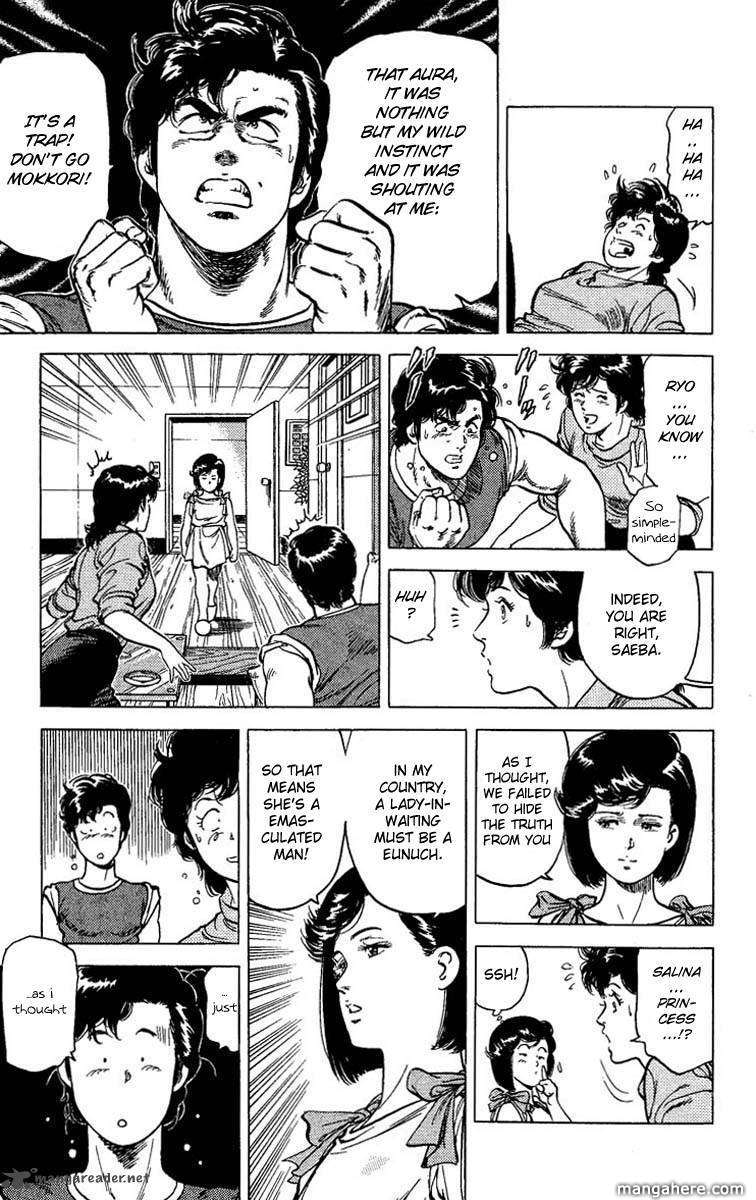 THAT AURA,
IT WAS
NOTHING
BUT MY WILD
INSTINCT
AND IT WAS
SHOUTING
AT ME:
IT'S A
TRAP!
DON'T GO
MOKKORI!
HA
..
HA
HA
...
RYO
...
YOU
KNOW
...
So
simple-
minded
INDEED,
YOU ARE
RIGHT,
SAEBA.
HUH
?
AS I
THOUGHT,
WE FAILED
TO HIDE
THE TRUTH
FROM YOU
IN MY
COUNTRY,
A LADY-IN-
WAITING
MUST BE A
EUNUCH.
SO THAT
MEANS
SHE'S A
EMAS-
CULATED
MAN!
SALINA
...
PRIN-
CESS
...!?
SSH!
...
just
..as i
thought
mangareader.net
mangahere.com